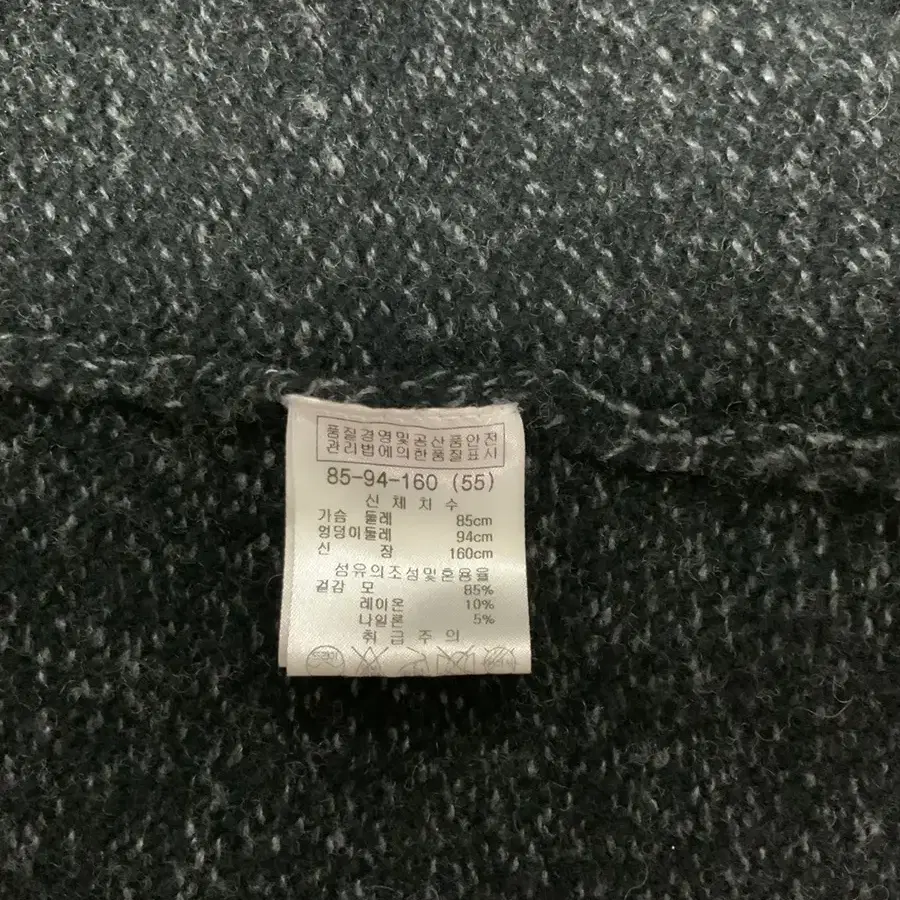 품질경영및공산품안전
관리법에의한품질표시
85-94-160 (55)
신 체 치 수
가슴 둘레 85cm
엉덩이둘레 94cm
신 장 160cm
섬유의조성및혼용율
겉감 모 85%
레이온 10%
나일론 5%
취 급 주 의